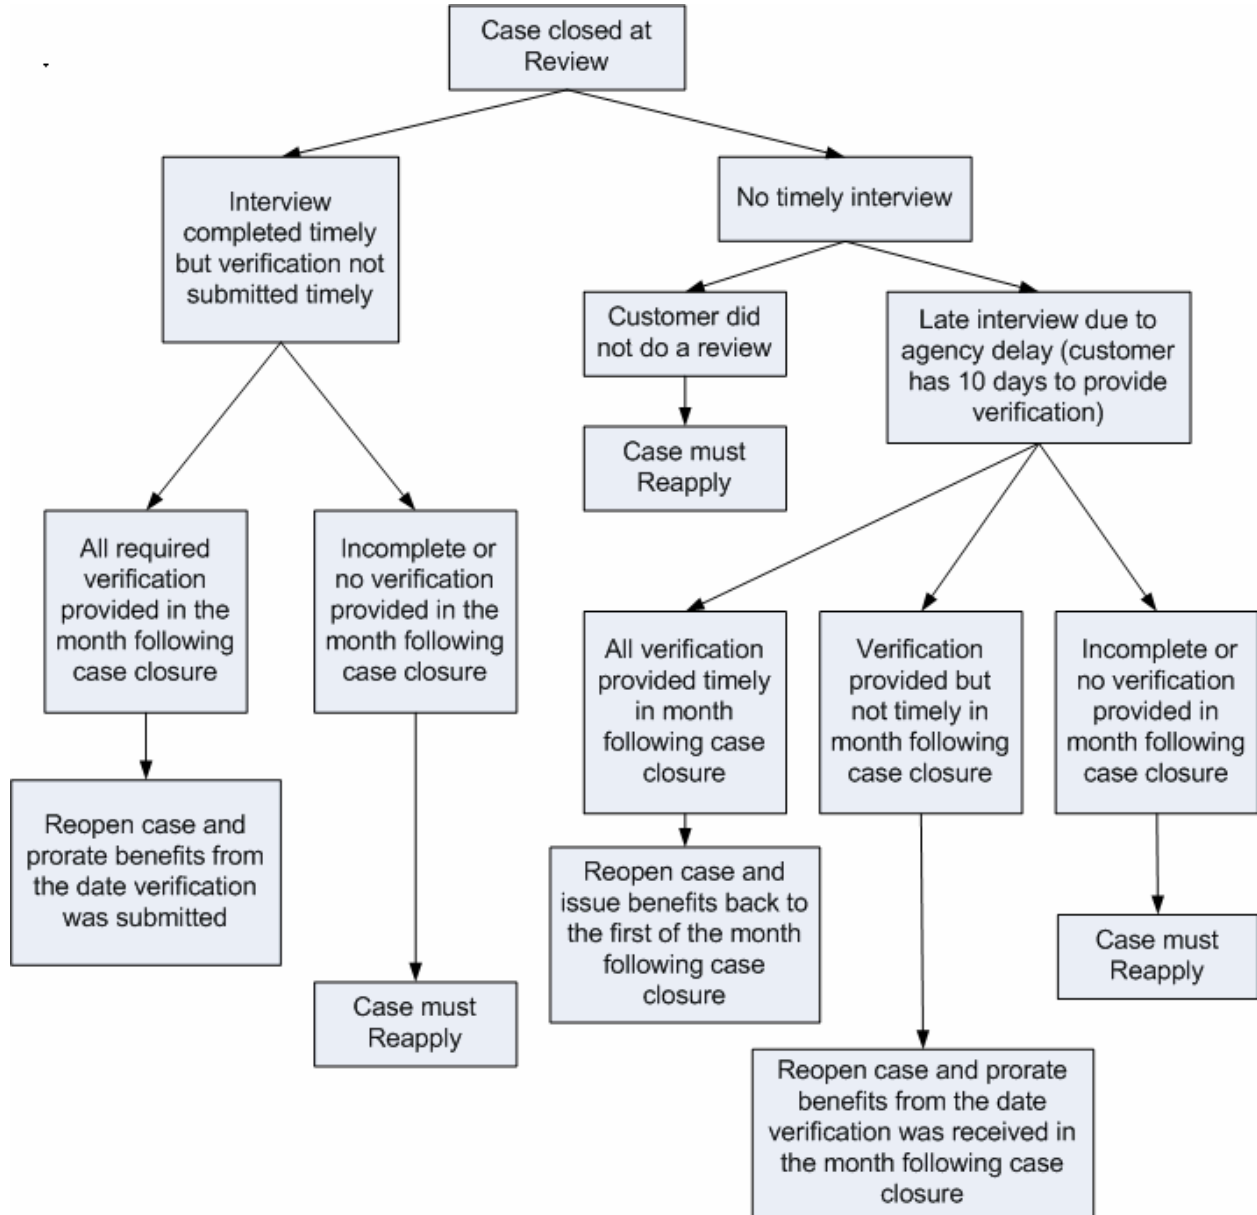 Case closed at
Review
Interview
completed timely
but verification not
submitted timely
No timely interview
Customer did
not do a review
Late interview due to
agency delay (customer
has 10 days to provide
verification)
Case must
Reapply
All required
verification
provided in the
month following
case closure
Incomplete or
no verification
provided in the
month following
case closure
All verification
provided timely
in month
following case
closure
Verification
provided but
not timely in
month following
case closure
Incomplete or
no verification
provided in
month following
case closure
Reopen case and
prorate benefits from
the date verification
was submitted
Case must
Reapply
Reopen case and
issue benefits back to
the first of the month
following case
closure
Reopen case and prorate
benefits from the date
verification was received in
the month following case
closure
Case must
Reapply